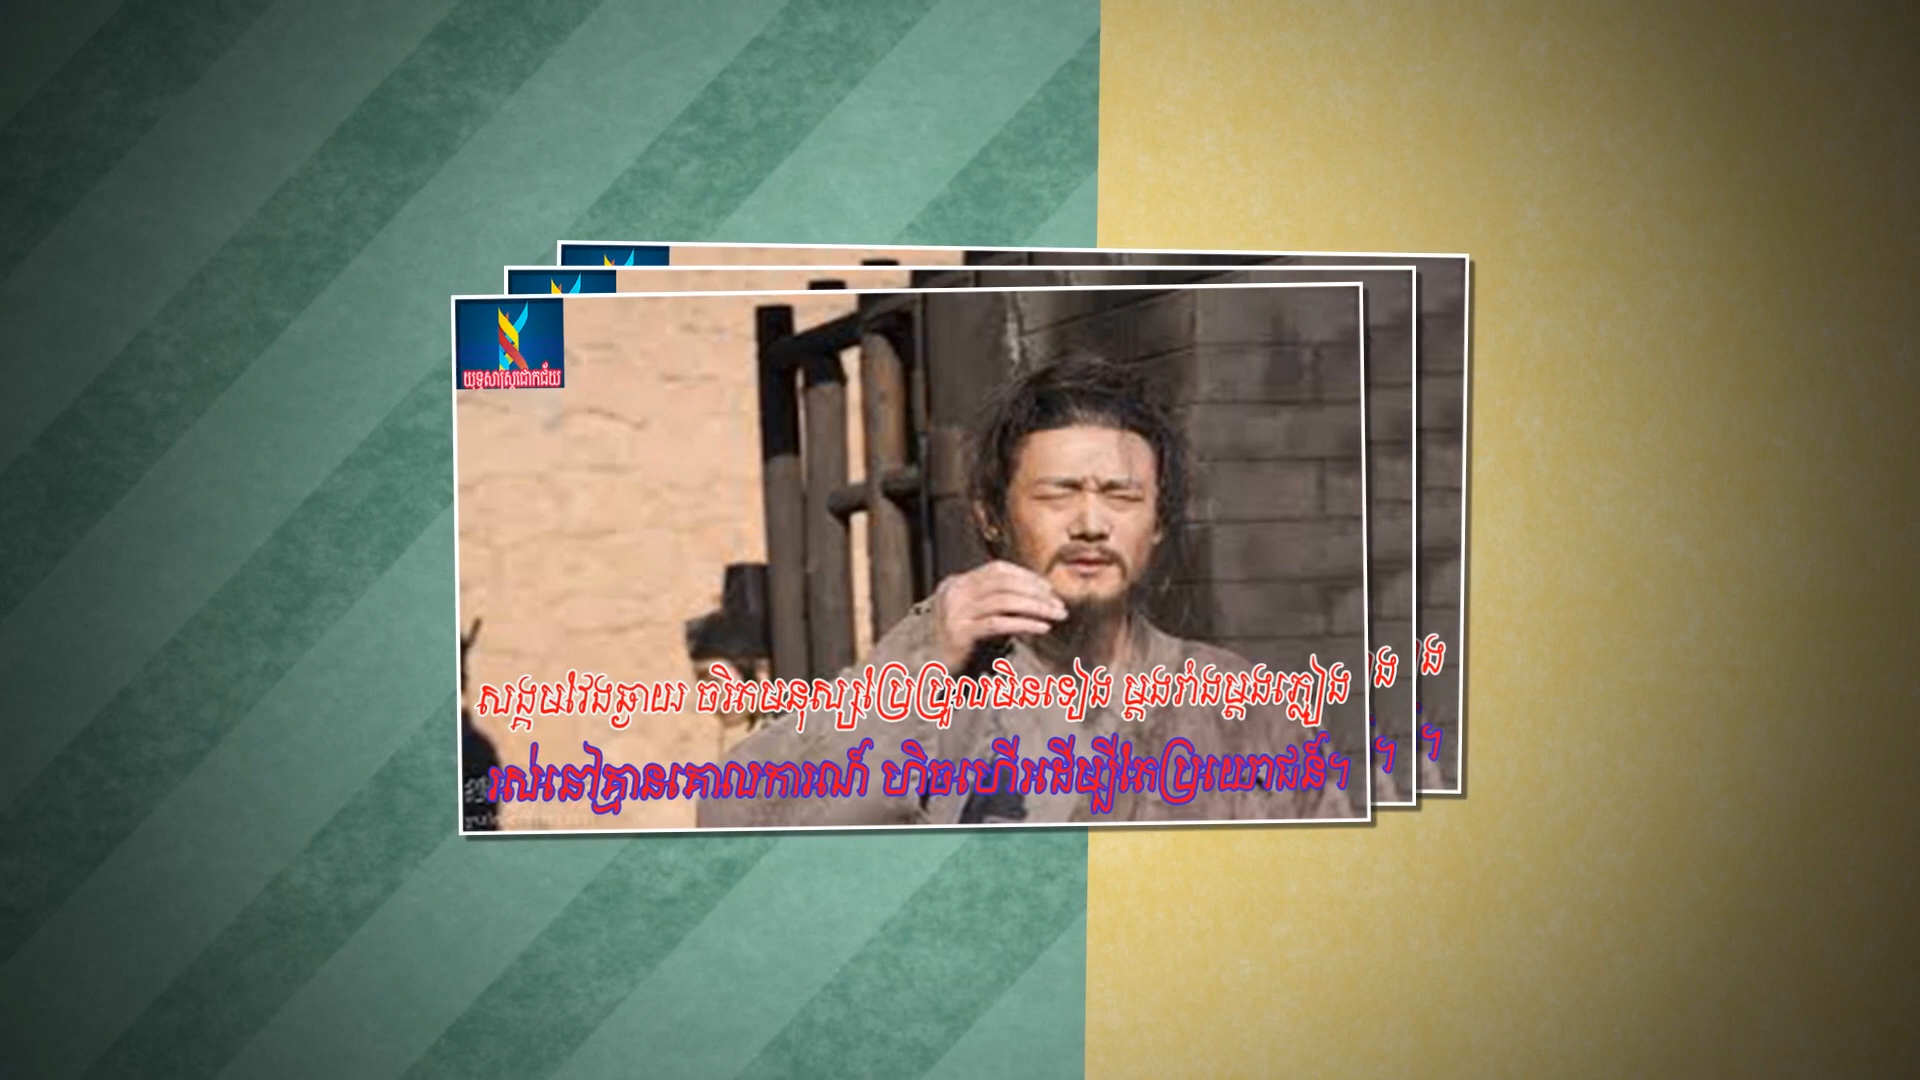 យុទ្ធសាស្ត្រជោគជ័យ
សង្គមវែងឆ្ងាយ ចរិតមនុស្សប្រែប្រួលមិនទៀង ម្ដងរាំងម្ដងភ្លៀង
រស់នៅគ្មានគោលការណ៍ ហិចហើរដើម្បីតែប្រយោជន៍។